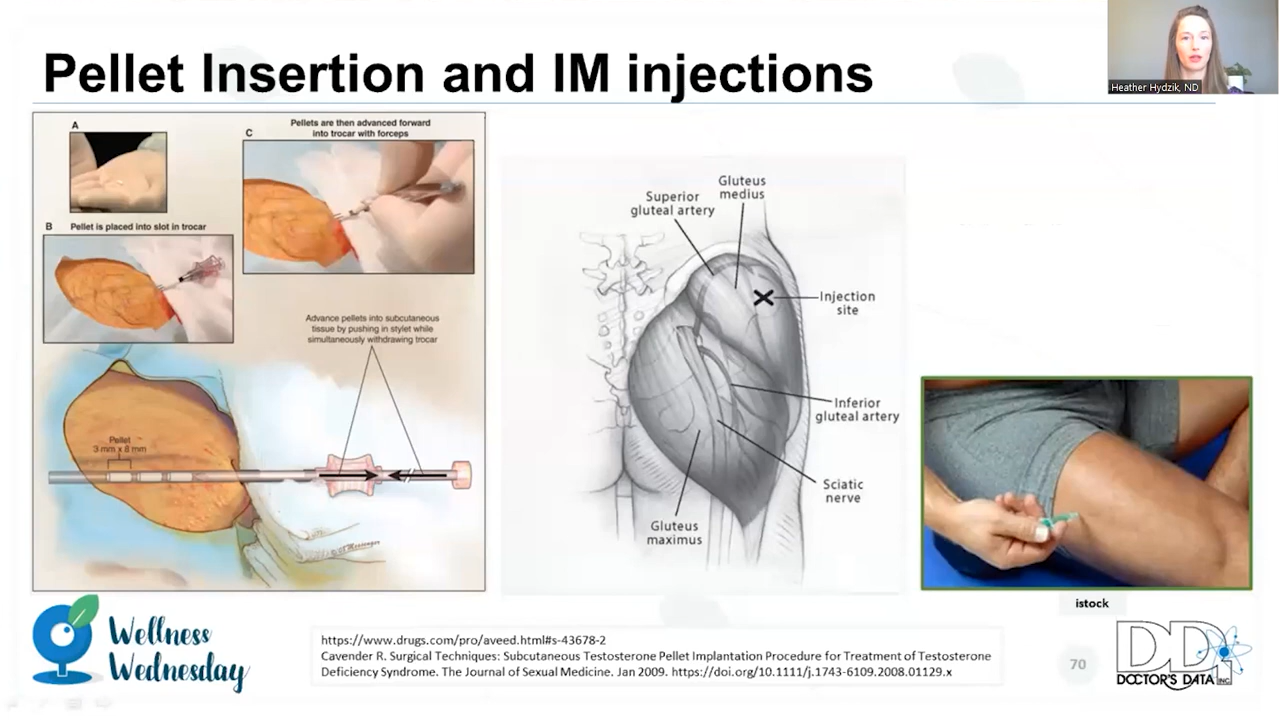 Pellet Insertion and IM injections
Heather Hydzik, ND
A
C
Pellets are then advanced forward
into trocar with forceps
B
Pellet is placed into slot in trocar
Advance pellets into subcutaneous
tissue by pushing in stylet while
simultaneously withdrawing trocar
Pellet
3 mm x 8 mm
Gluteus
medius
Superior
gluteal artery
Injection
site
Inferior
gluteal artery
Sciatic
nerve
Gluteus
maximus
istock
Wellness
Wednesday
https://www.drugs.com/pro/aveed.html#s-43678-2
Cavender R. Surgical Techniques: Subcutaneous Testosterone Pellet Implantation Procedure for Treatment of Testosterone
Deficiency Syndrome. The Journal of Sexual Medicine. Jan 2009. https://doi.org/10.1111/j.1743-6109.2008.01129.x
70
DDI
DOCTOR'S DATA INC.